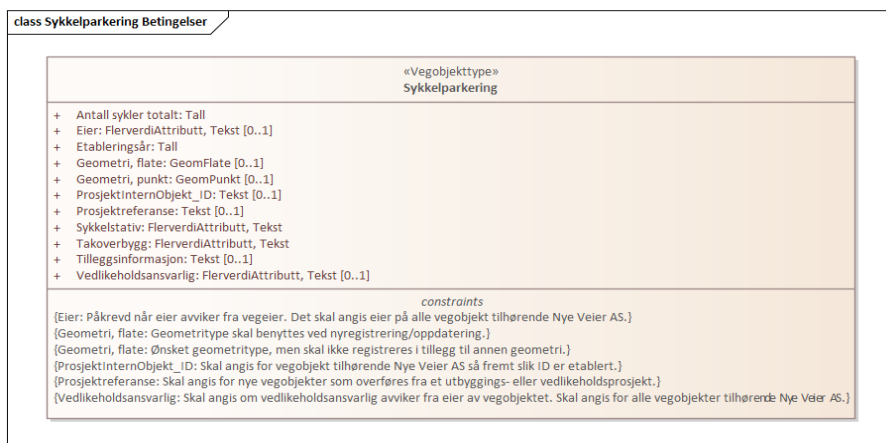 class Sykkelparkering Betingelser
«Vegobjekttype»
Sykkelparkering
+ Antall sykler totalt: Tall
+ Eier: FlerverdiAttributt, Tekst [0..1]
+ Etableringsår: Tall
+ Geometri, flate: GeomFlate [0..1]
+ Geometri, punkt: GeomPunkt [0..1]
+ ProsjektInternObjekt_ID: Tekst [0..1]
+ Prosjektreferanse: Tekst [0..1]
+ Sykkelstativ: FlerverdiAttributt, Tekst
+ Takoverbygg: FlerverdiAttributt, Tekst
+ Tilleggsinformasjon: Tekst [0..1]
+ Vedlikeholdsansvarlig: FlerverdiAttributt, Tekst [0..1]
constraints
{Eier: Påkrevd når eier avviker fra vegeier. Det skal angis eier på alle vegobjekt tilhørende Nye Veier AS.}
{Geometri, flate: Geometritype skal benyttes ved nyregistrering/oppdatering.}
{Geometri, flate: Ønsket geometritype, men skal ikke registreres i tillegg til annen geometri.}
{ProsjektInternObjekt_ID: Skal angis for vegobjekt tilhørende Nye Veier AS så fremt slik ID er etablert.}
{Prosjektreferanse: Skal angis for nye vegobjekter som overføres fra et utbyggings- eller vedlikeholdsprosjekt.}
{Vedlikeholdsansvarlig: Skal angis om vedlikeholdsansvarlig avviker fra eier av vegobjektet. Skal angis for alle vegobjekter tilhørende Nye Veier AS.}